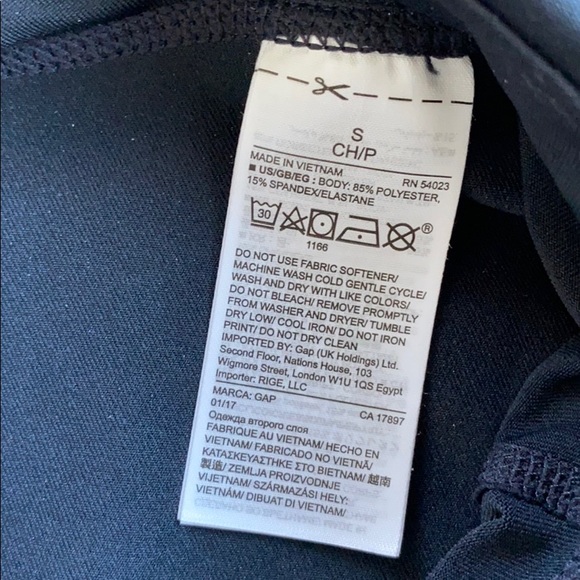 S
CH/P
MADE IN VIETNAM RN 54023
■ US/GB/EG : BODY: 85% POLYESTER,
15% SPANDEX/ELASTANE
30 ®
1166
DO NOT USE FABRIC SOFTENER/
MACHINE WASH COLD GENTLE CYCLE/
WASH AND DRY WITH LIKE COLORS/
DO NOT BLEACH/ REMOVE PROMPTLY
FROM WASHER AND DRYER/ TUMBLE
DRY LOW/ COOL IRON/ DO NOT IRON
PRINT/ DO NOT DRY CLEAN
IMPORTED BY: Gap (UK Holdings) Ltd.
Second Floor, Nations House, 103
Wigmore Street, London W1U 1QS Egypt
Importer: RIGE, LLC
MARCA: GAP CA 17897
01/17
Одежда второго слоя
FABRIQUE AU VIETNAM/ HECHO EN
VIETNAM/ FABRICADO NO VIETNÃ/
ΚΑΤΑΣΚΕΥΑΣΤΗΚΕ ΣΤΟ ΒΙΕΤΝΑΜ/ 越南
製造/ ZEMLJA PROIZVODNJE
VIJETNAM/ SZÁRMAZÁSI HELY:
VIETNÁM/ DIBUAT DI VIETNAM/